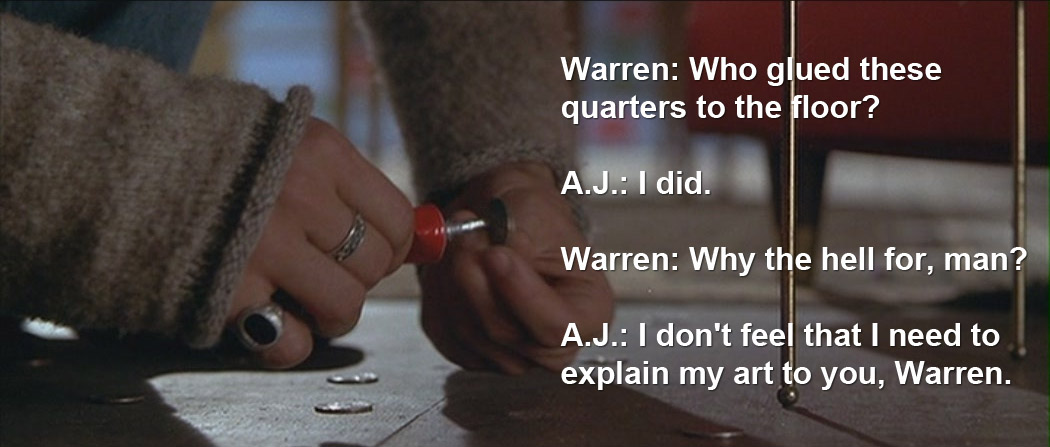 Warren: Who glued these
quarters to the floor?
A.J.: I did.
Warren: Why the hell for, man?
A.J.: I don't feel that I need to
explain my art to you, Warren.